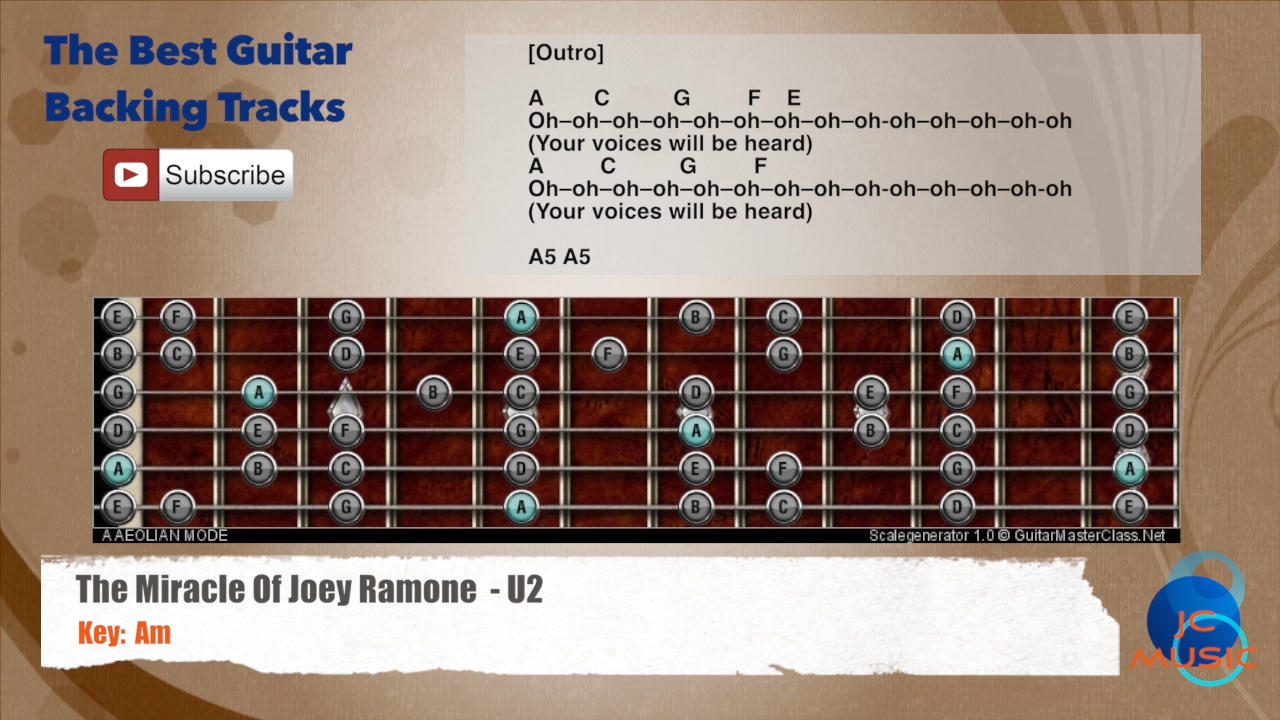 The Best Guitar
Backing Tracks
Subscribe
[Outro]
A C G F E
Oh–oh–oh–oh–oh–oh–oh–oh–oh-oh–oh–oh–oh-oh
(Your voices will be heard)
A C G F
Oh–oh–oh–oh–oh–oh–oh–oh–oh-oh–oh–oh–oh-oh
(Your voices will be heard)
A5 A5
E F G A B C D E
B C D E F G A B
G A B C D E F G
D E F G A B C D
A B C D E F G A
E F G A B C D E
A AEOLIAN MODE
Scalegenerator 1.0 © GuitarMasterClass.Net
The Miracle Of Joey Ramone - U2
Key: Am
JC
MUSIC